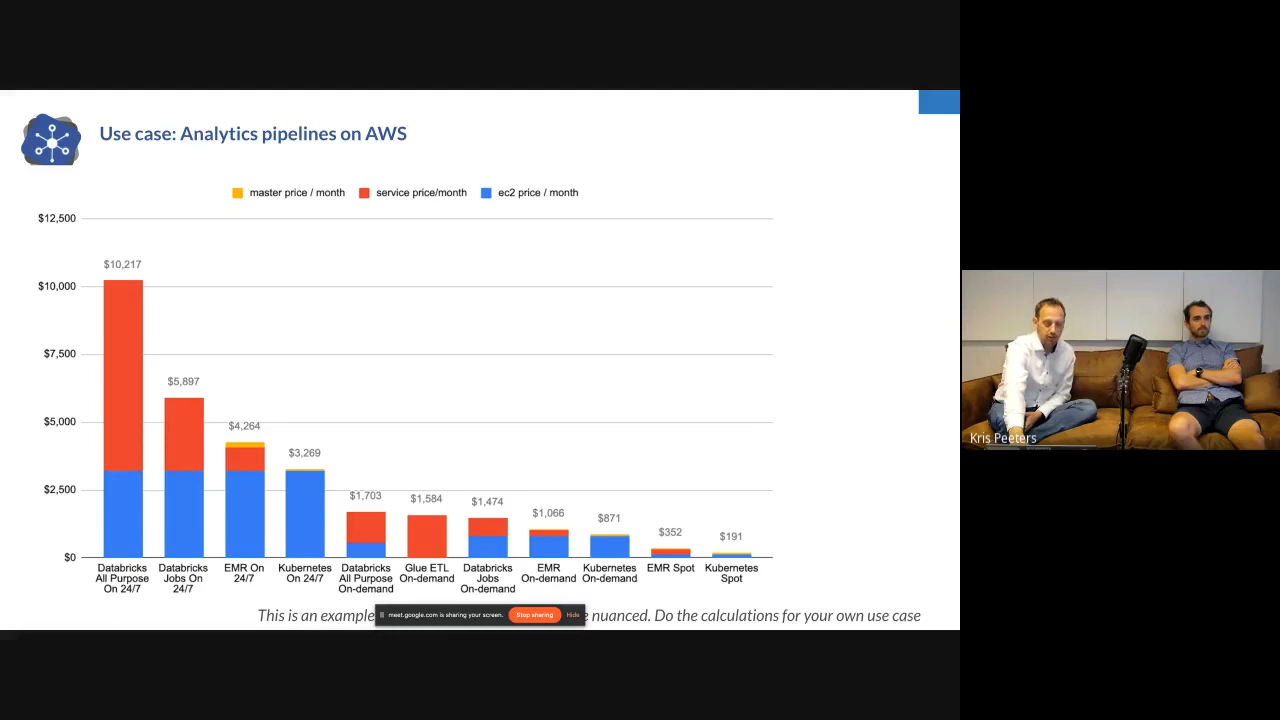 Use case: Analytics pipelines on AWS
master price / month service price/month ec2 price / month
$12,500
$10,000
$7,500
$5,000
$2,500
$0
$10,217
$5,897
$4,264
$3,269
$1,703
$1,584
$1,474
$1,066
$871
$352
$191
Databricks
All Purpose
On 24/7
Databricks
Jobs On
24/7
EMR On
24/7
Kubernetes
On 24/7
Databricks
All Purpose
On-demand
Glue ETL
On-demand
Databricks
Jobs
On-demand
EMR
On-demand
Kubernetes
On-demand
EMR Spot
Kubernetes
Spot
This is an example nuanced. Do the calculations for your own use case
meet.google.com is sharing your screen. Stop sharing Hide
Kris Peeters